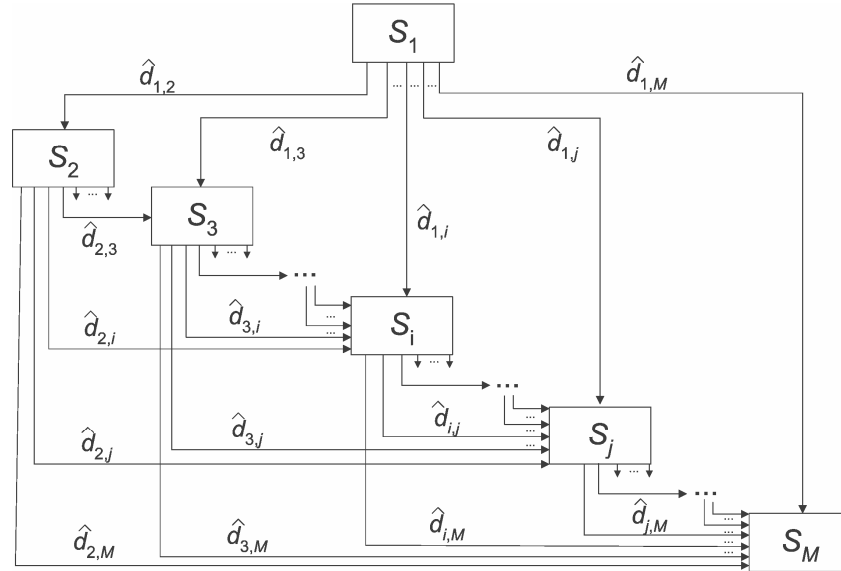 S₁
d̂₁,₂
d̂₁,M
... ...
d̂₁,₃
d̂₁,j
S₂
...
S₃
d̂₁,i
d̂₂,₃
...
...
d̂₃,i
...
Sᵢ
d̂₂,i
...
...
...
d̂i,j
...
d̂₂,j
d̂₃,j
...
Sⱼ
...
...
d̂j,M
...
d̂₂,M
d̂₃,M
d̂i,M
...
...
S_M